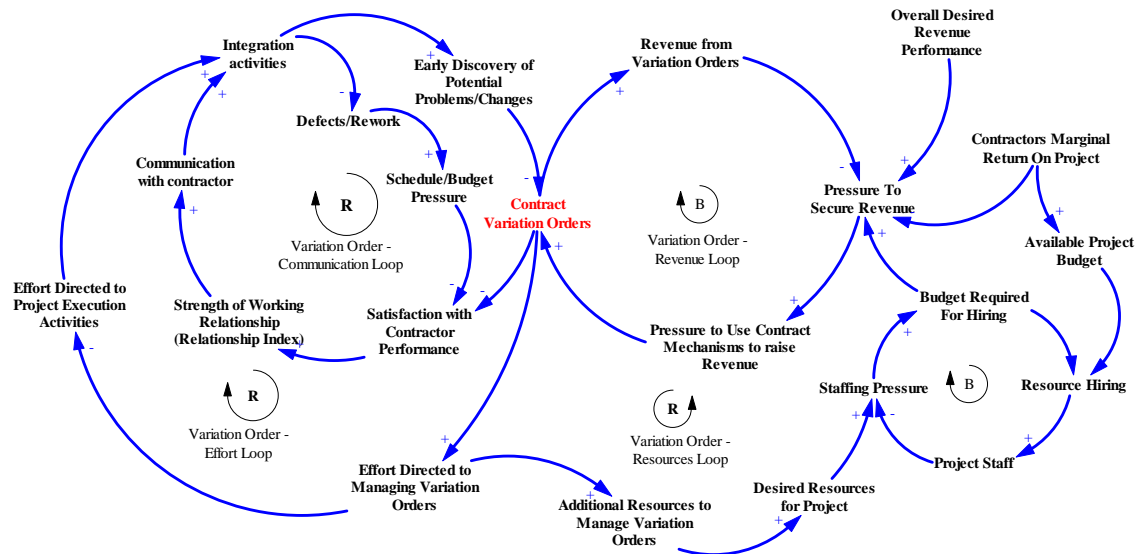 Integration
activities
Early Discovery of
Potential
Problems/Changes
Revenue from
Variation Orders
Overall Desired
Revenue
Performance
Defects/Rework
Communication
with contractor
Schedule/Budget
Pressure
Contract
Variation Orders
Pressure To
Secure Revenue
Contractors Marginal
Return On Project
Available Project
Budget
R
Variation Order -
Communication Loop
B
Variation Order -
Revenue Loop
Effort Directed to
Project Execution
Activities
Strength of Working
Relationship
(Relationship Index)
Satisfaction with
Contractor
Performance
Pressure to Use Contract
Mechanisms to raise
Revenue
Budget Required
For Hiring
Staffing Pressure
B
Resource Hiring
Project Staff
R
Variation Order -
Effort Loop
R
Variation Order -
Resources Loop
Effort Directed to
Managing Variation
Orders
Additional Resources to
Manage Variation
Orders
Desired Resources
for Project